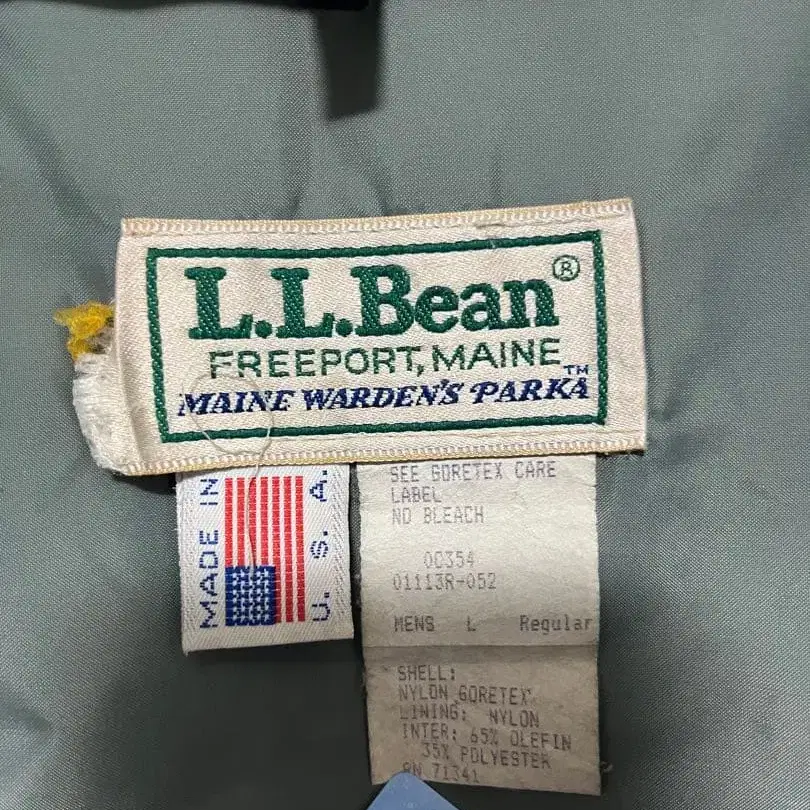 L.L.Bean®
FREEPORT, MAINE
MAINE WARDEN'S PARKA™
MADE IN
U. S. A.
SEE GORETEX CARE
LABEL
NO BLEACH
0C354
01113R-052
MENS L Regular
SHELL:
NYLON GORETEX
LINING: NYLON
INTER: 65% OLEFIN
35% POLYESTER
RN 71341